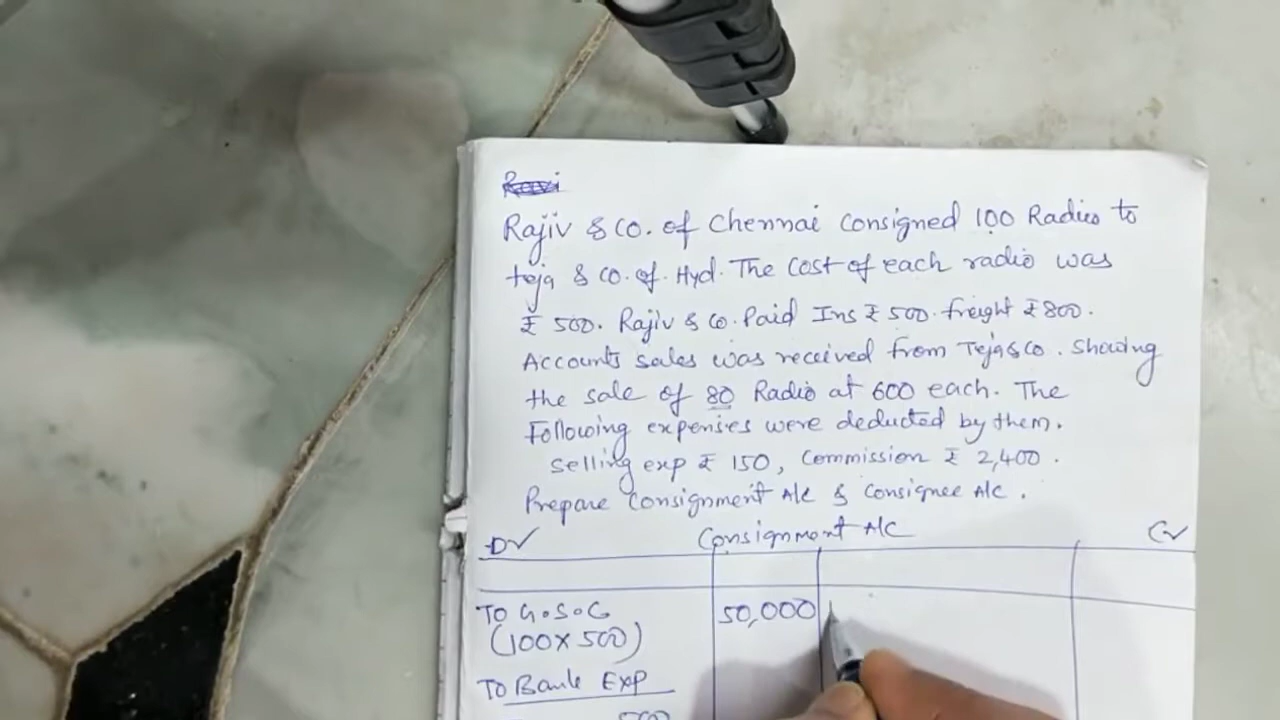 Rajiv & Co. of Chennai Consigned 100 Radios to
Teja & Co. of. Hyd. The Cost of each radio was
₹ 500. Rajiv & Co. Paid Ins ₹ 500. freight ₹ 800.
Accounts sales was received from Teja & Co. Showing
the sale of 80 Radio at 600 each. The
Following expenses were deducted by them.
Selling exp ₹ 150, Commission ₹ 2,400.
Prepare Consignment A/c & Consignee A/c.
Dr Consignment A/c Cr
To G.S.C 50,000
(100 x 500)
To Bank Exp
500